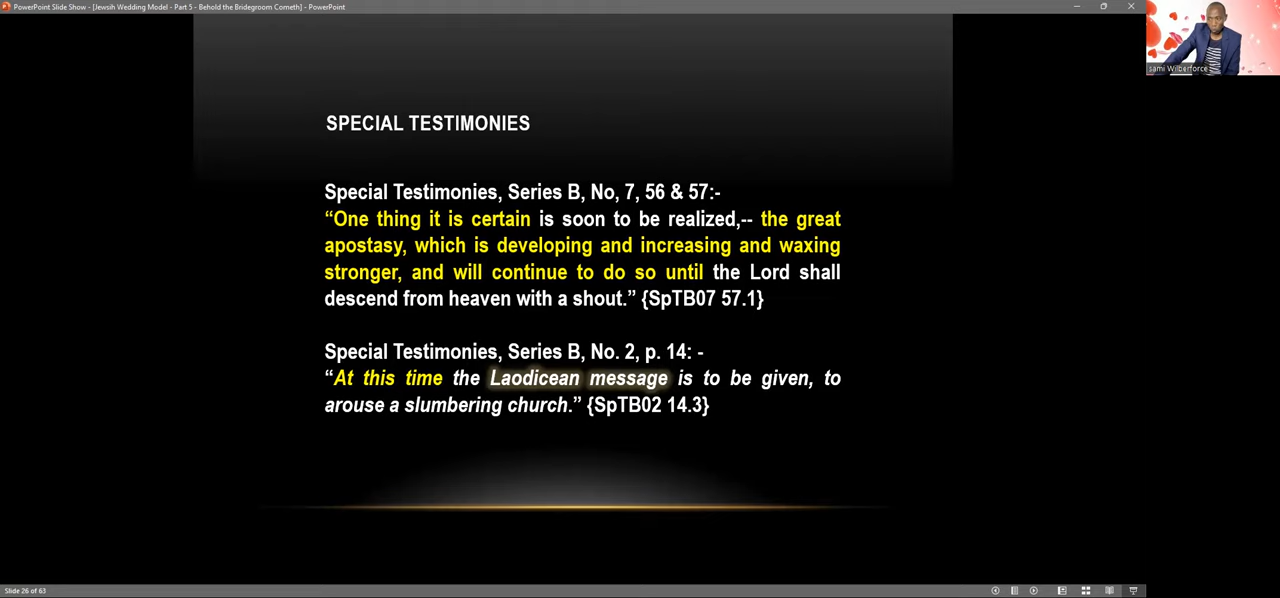 PowerPoint Slide Show - [Jewsih Wedding Model - Part 5 - Behold the Bridegroom Cometh] - PowerPoint
sami Wilberforce
SPECIAL TESTIMONIES
Special Testimonies, Series B, No, 7, 56 & 57:-
“One thing it is certain is soon to be realized,-- the great
apostasy, which is developing and increasing and waxing
stronger, and will continue to do so until the Lord shall
descend from heaven with a shout.” {SpTB07 57.1}
Special Testimonies, Series B, No. 2, p. 14: -
“At this time the Laodicean message is to be given, to
arouse a slumbering church.” {SpTB02 14.3}
Slide 26 of 63